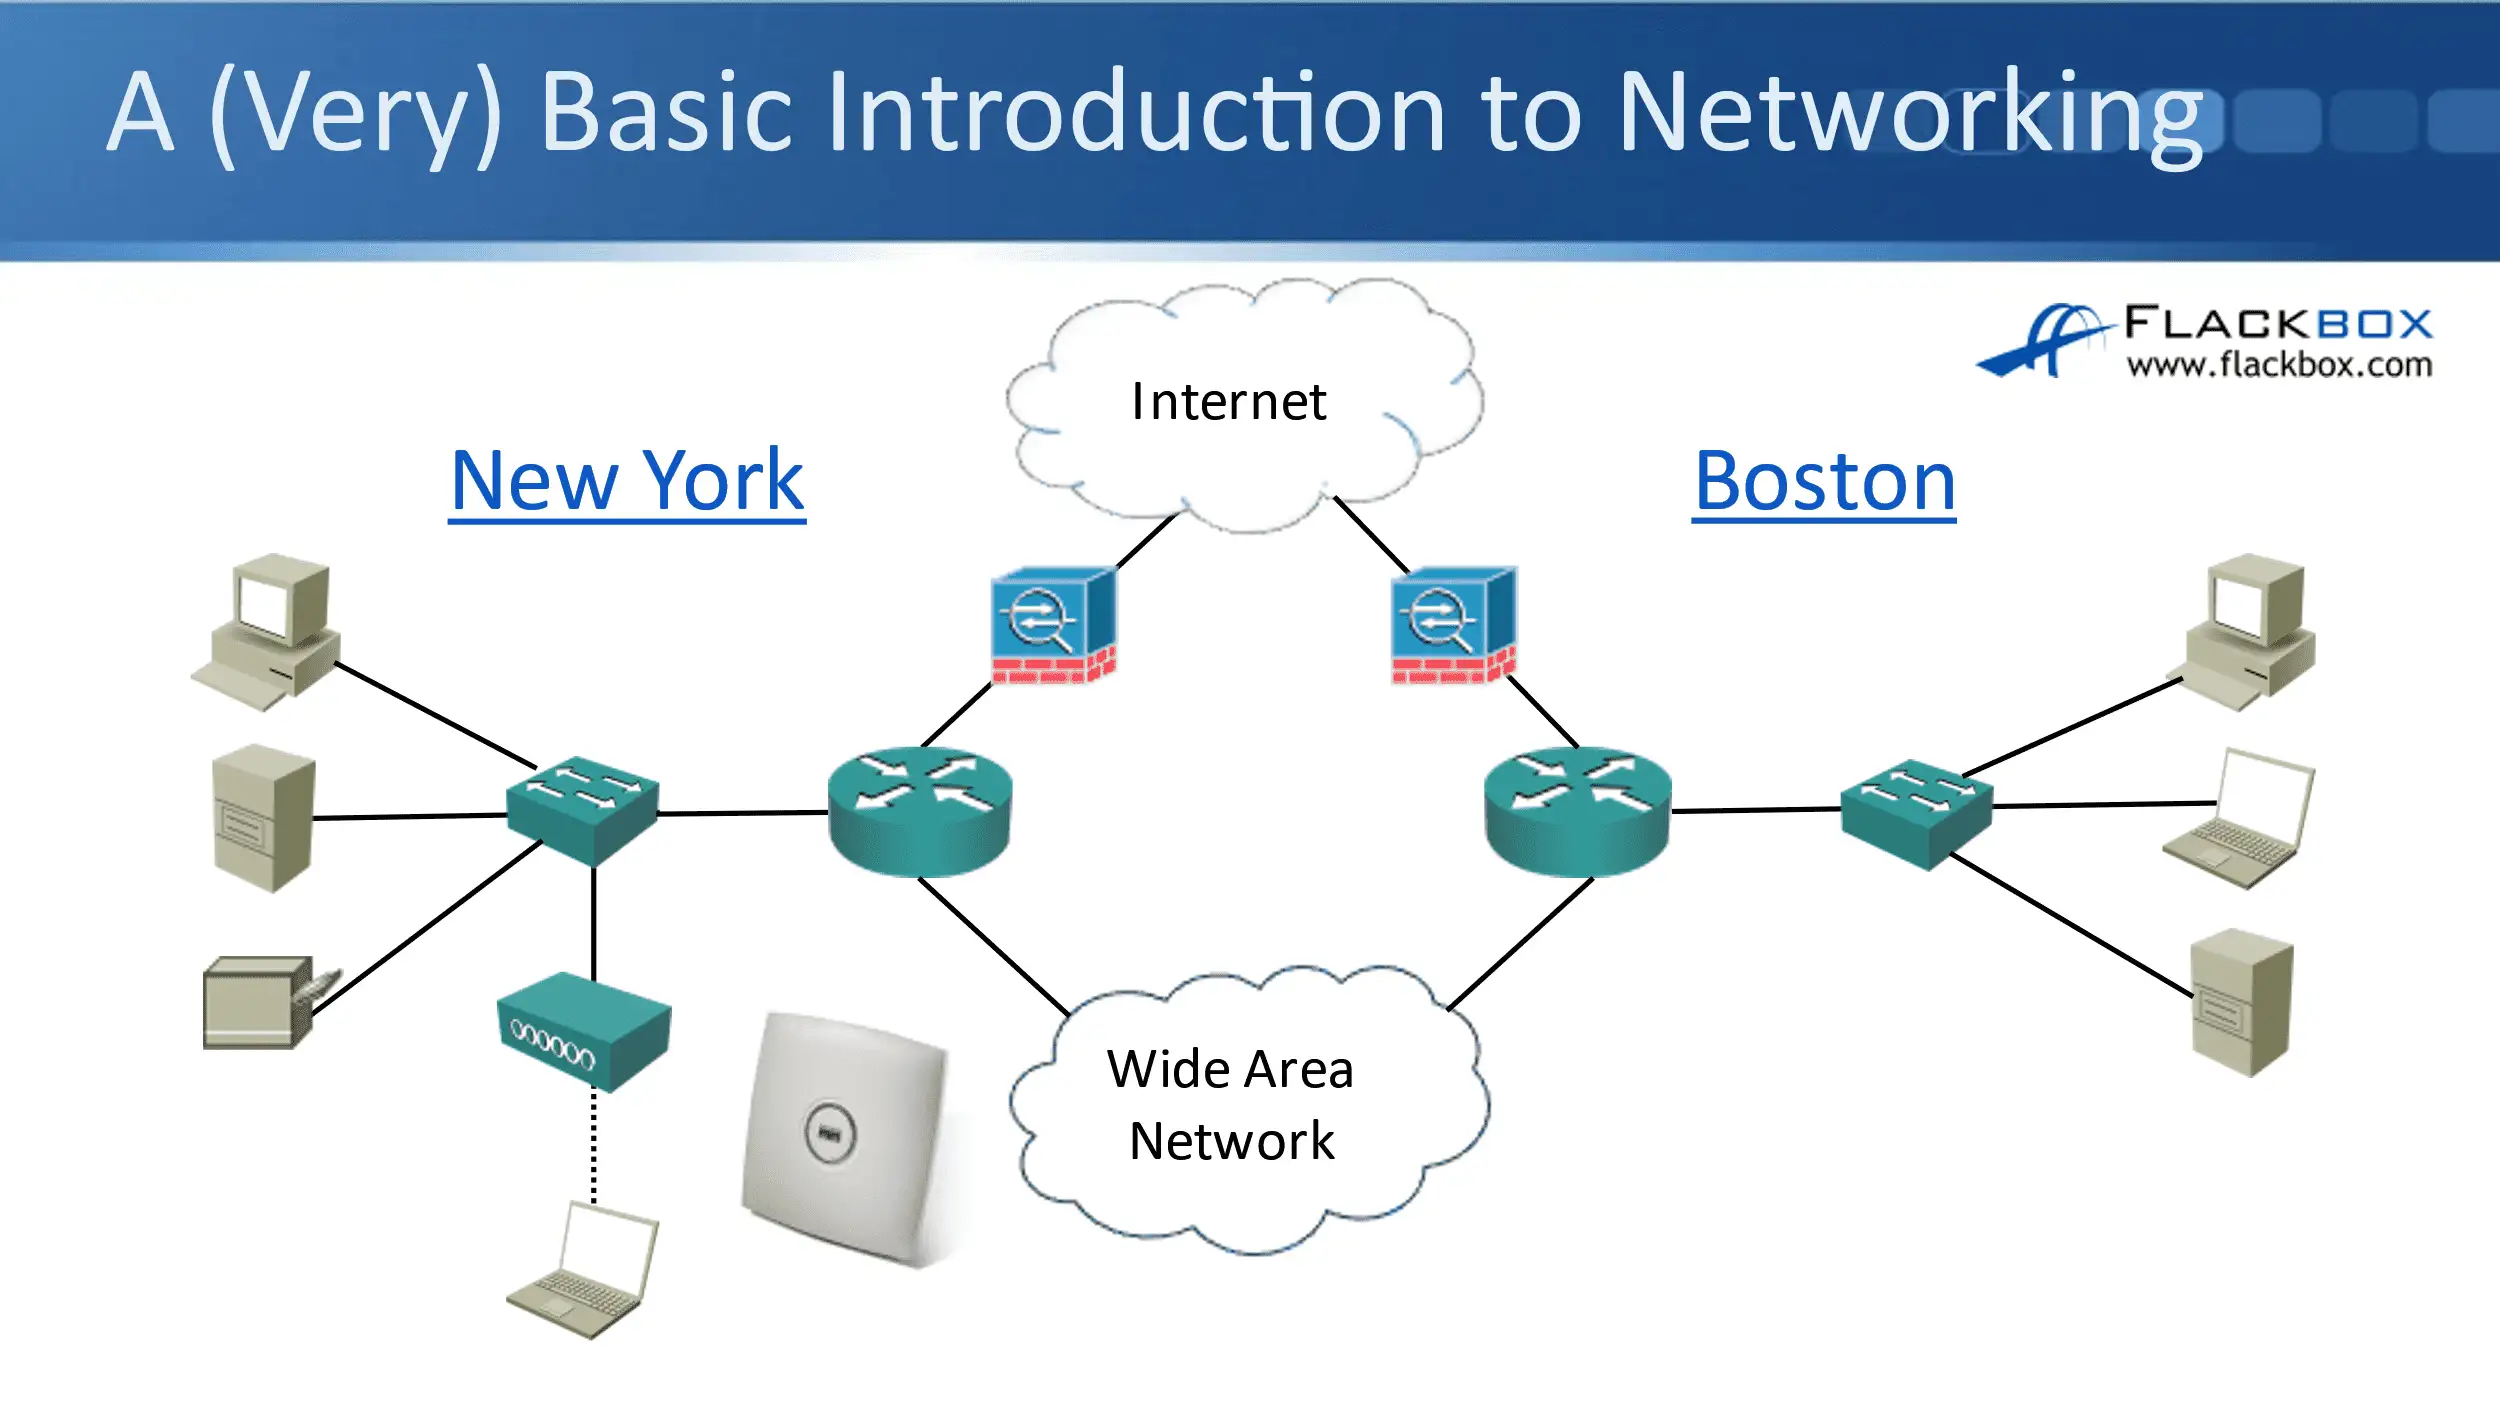 A (Very) Basic Introduction to Networking
FLACKBOX
www.flackbox.com
Internet
New York
Boston
Wide Area
Network